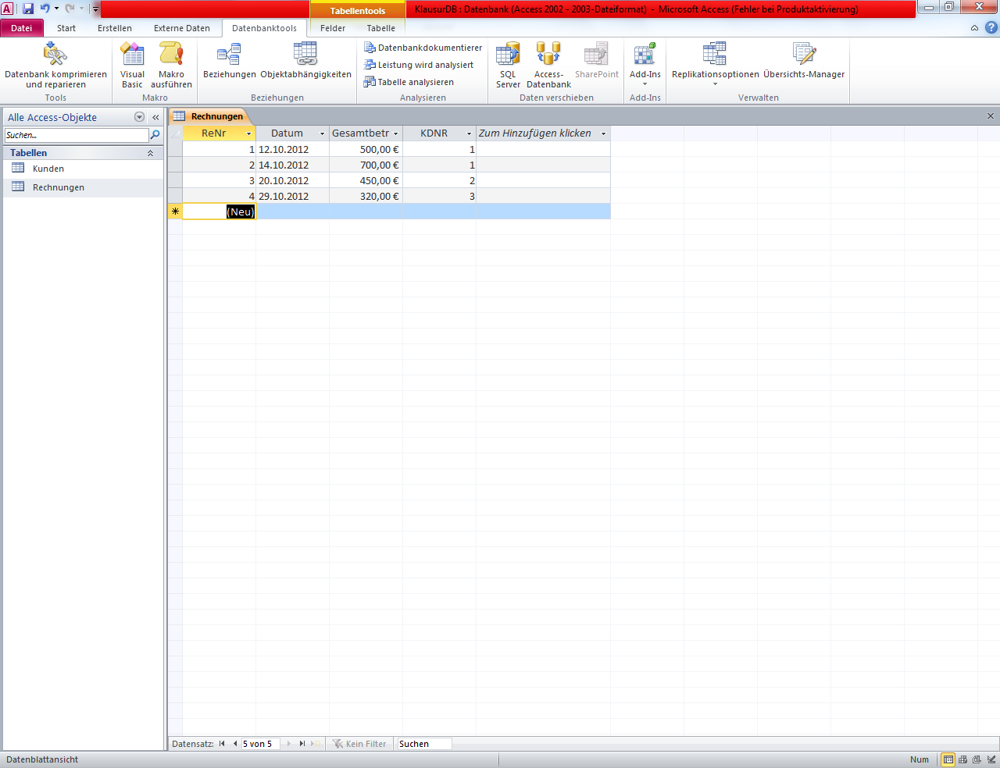 A
Tabellentools
KlausurDB : Datenbank (Access 2002 - 2003-Dateiformat) - Microsoft Access (Fehler bei Produktaktivierung)
Datei Start Erstellen Externe Daten Datenbanktools Felder Tabelle
Datenbank komprimieren und reparieren
Visual Basic
Makro ausführen
Beziehungen
Objektabhängigkeiten
Datenbankdokumentierer
Leistung wird analysiert
Tabelle analysieren
SQL Server
Access-Datenbank
SharePoint
Add-Ins
Replikationsoptionen
Übersichts-Manager
Tools Makro Beziehungen Analysieren Daten verschieben Add-Ins Verwalten
Alle Access-Objekte
Suchen...
Tabellen
Kunden
Rechnungen
Rechnungen
ReNr Datum Gesamtbetr KDNR Zum Hinzufügen klicken
1 12.10.2012 500,00 € 1
2 14.10.2012 700,00 € 1
3 20.10.2012 450,00 € 2
4 29.10.2012 320,00 € 3
(Neu)
Datensatz: 5 von 5 Kein Filter Suchen
Datenblattansicht Num